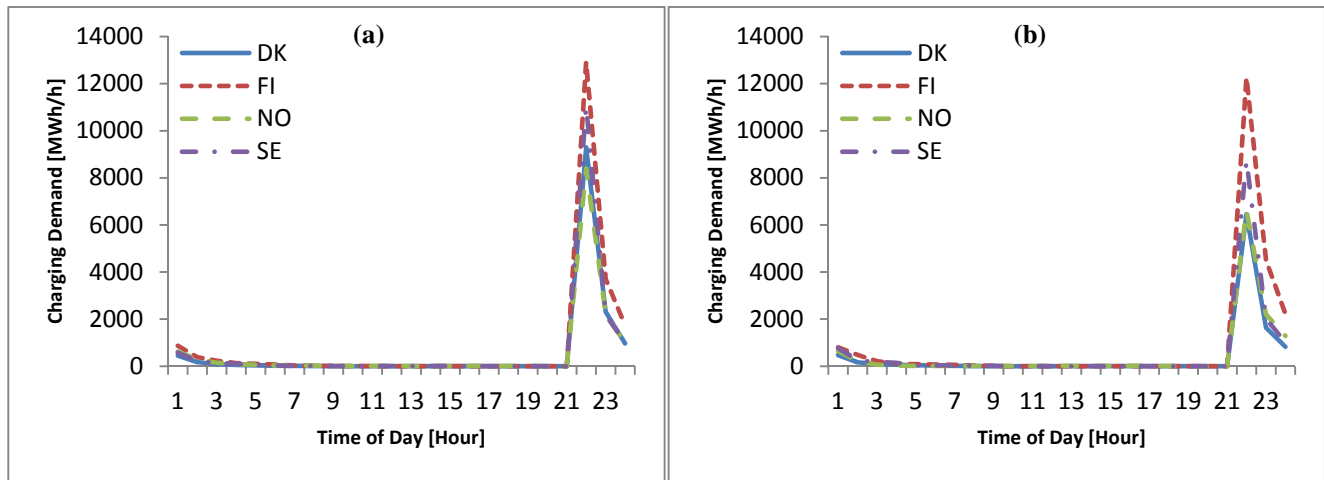 (a)
DK
FI
NO
SE
14000
12000
10000
8000
6000
4000
2000
0
Charging Demand [MWh/h]
1 3 5 7 9 11 13 15 17 19 21 23
Time of Day [Hour]
(b)
DK
FI
NO
SE
14000
12000
10000
8000
6000
4000
2000
0
Charging Demand [MWh/h]
1 3 5 7 9 11 13 15 17 19 21 23
Time of Day [Hour]